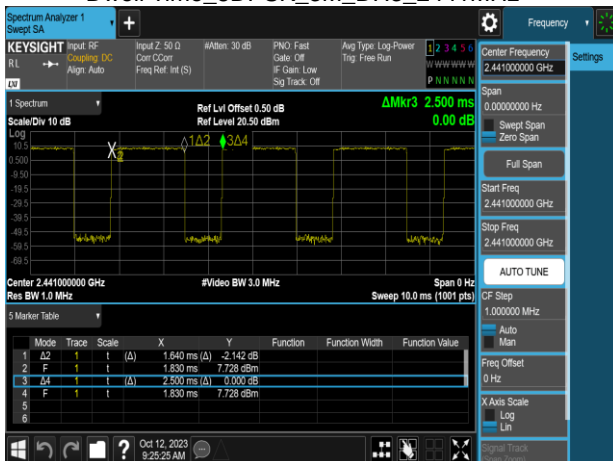 Spectrum Analyzer 1
Swept SA
Frequency
KEYSIGHT
Input: RF
Input Z: 50 Ω
#Atten: 30 dB
PNO: Fast
Avg Type: Log-Power
1 2 3 4 5 6
RL
Coupling: DC
Corr CCorr
Gate: Off
Trig: Free Run
W W W W W W
Align: Auto
Freq Ref: Int (S)
IF Gain: Low
P N N N N N
LXI
Sig Track: Off
Center Frequency
2.441000000 GHz
Settings
Span
0.00000000 Hz
Swept Span
Zero Span
Full Span
Start Freq
2.441000000 GHz
Stop Freq
2.441000000 GHz
AUTO TUNE
CF Step
1.000000 MHz
Auto
Man
Freq Offset
0 Hz
X Axis Scale
Log
Lin
Signal Track
(Span Zoom)
1 Spectrum
Ref Lvl Offset 0.50 dB
ΔMkr3 2.500 ms
Scale/Div 10 dB
Ref Level 20.50 dBm
0.00 dB
Log
10.5
0.500
-9.50
-19.5
-29.5
-39.5
-49.5
-59.5
-69.5
X
1Δ2
3Δ4
Center 2.441000000 GHz
#Video BW 3.0 MHz
Span 0 Hz
Res BW 1.0 MHz
Sweep 10.0 ms (1001 pts)
5 Marker Table
Mode Trace Scale X Y Function Function Width Function Value
1 Δ2 1 t (Δ) 1.640 ms (Δ) -2.142 dB
2 F 1 t 1.830 ms 7.728 dBm
3 Δ4 1 t (Δ) 2.500 ms (Δ) 0.000 dB
4 F 1 t 1.830 ms 7.728 dBm
5
6
?
Oct 12, 2023
9:25:25 AM